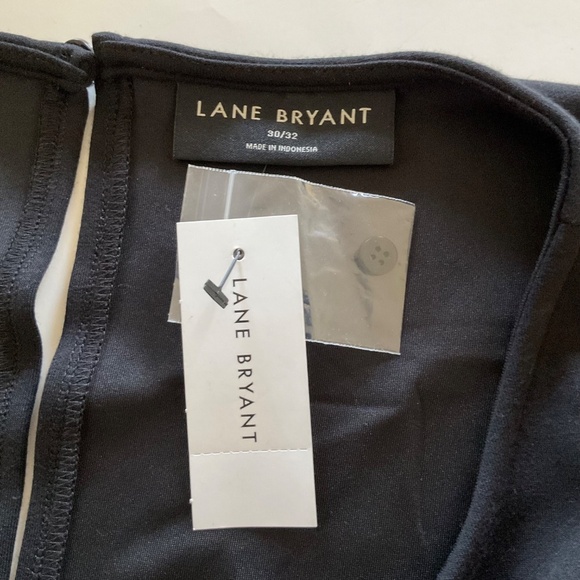 LANE BRYANT
30/32
MADE IN INDONESIA
LANE BRYANT